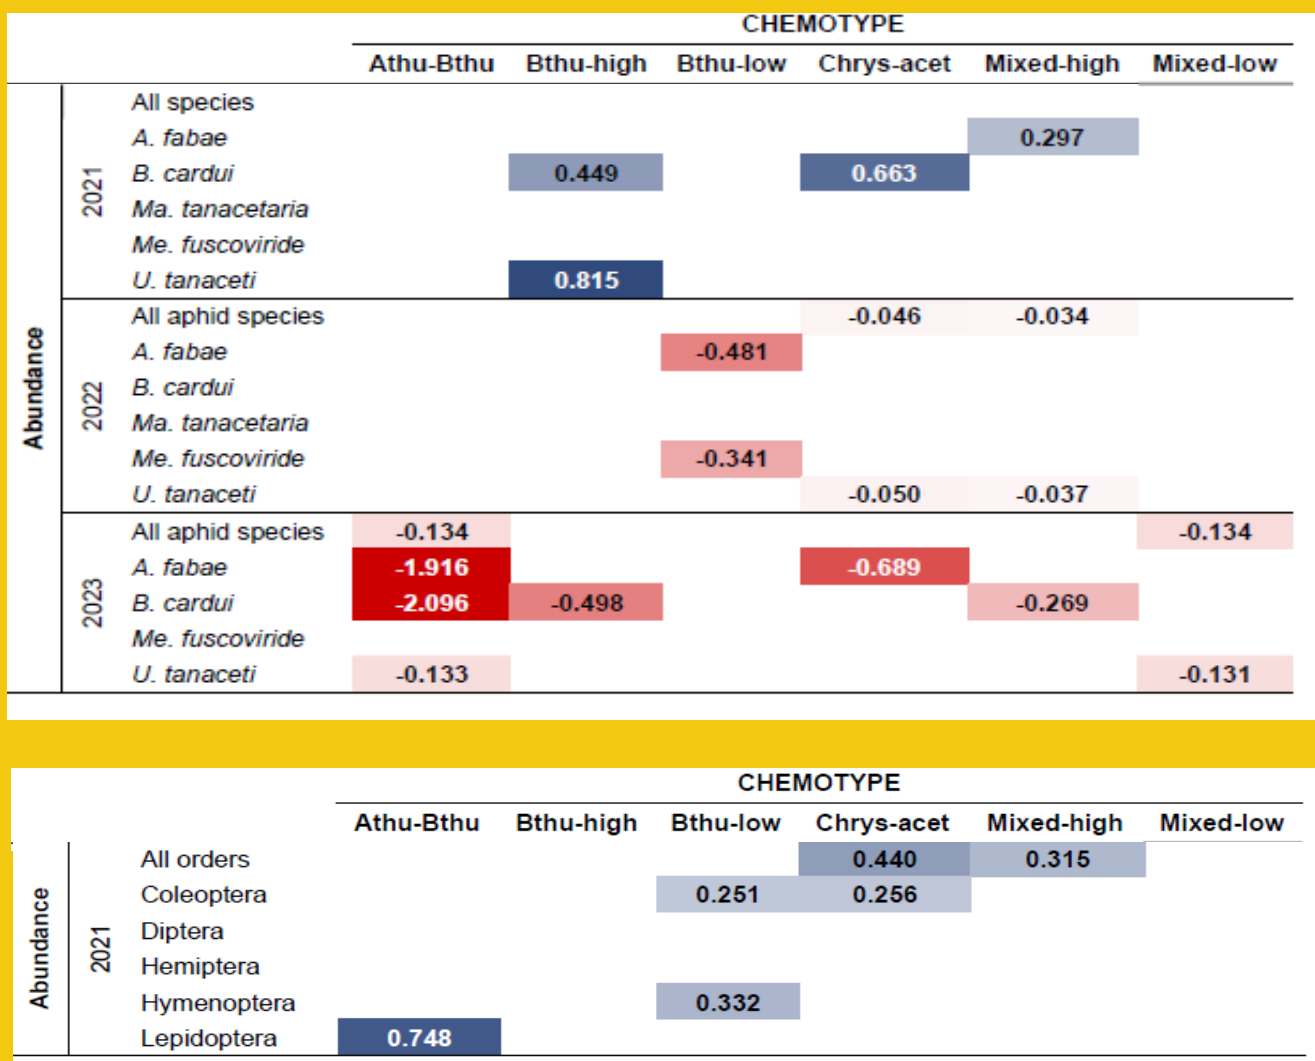 CHEMOTYPE
Athu-Bthu Bthu-high Bthu-low Chrys-acet Mixed-high Mixed-low
Abundance
2021
All species
A. fabae 0.297
B. cardui 0.449 0.663
Ma. tanacetaria
Me. fuscoviride
U. tanaceti 0.815
2022
All aphid species -0.046 -0.034
A. fabae -0.481
B. cardui
Ma. tanacetaria
Me. fuscoviride -0.341
U. tanaceti -0.050 -0.037
2023
All aphid species -0.134 -0.134
A. fabae -1.916 -0.689
B. cardui -2.096 -0.498 -0.269
Me. fuscoviride
U. tanaceti -0.133 -0.131
CHEMOTYPE
Athu-Bthu Bthu-high Bthu-low Chrys-acet Mixed-high Mixed-low
Abundance
2021
All orders 0.440 0.315
Coleoptera 0.251 0.256
Diptera
Hemiptera
Hymenoptera 0.332
Lepidoptera 0.748